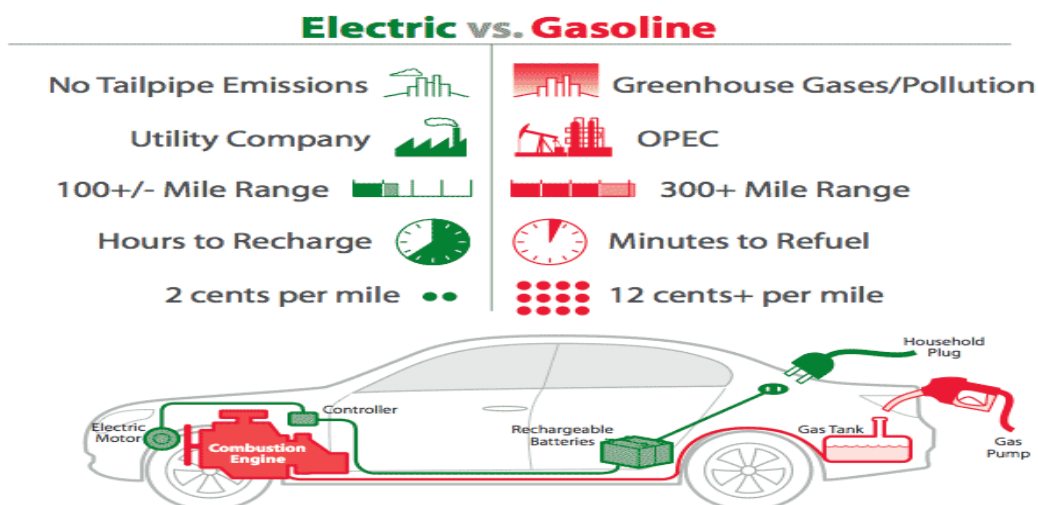 Electric vs. Gasoline
No Tailpipe Emissions
Greenhouse Gases/Pollution
Utility Company
OPEC
100+/- Mile Range
300+ Mile Range
Hours to Recharge
Minutes to Refuel
2 cents per mile
12 cents+ per mile
Household
Plug
Controller
Electric
Motor
Combustion
Engine
Rechargeable
Batteries
Gas Tank
Gas
Pump